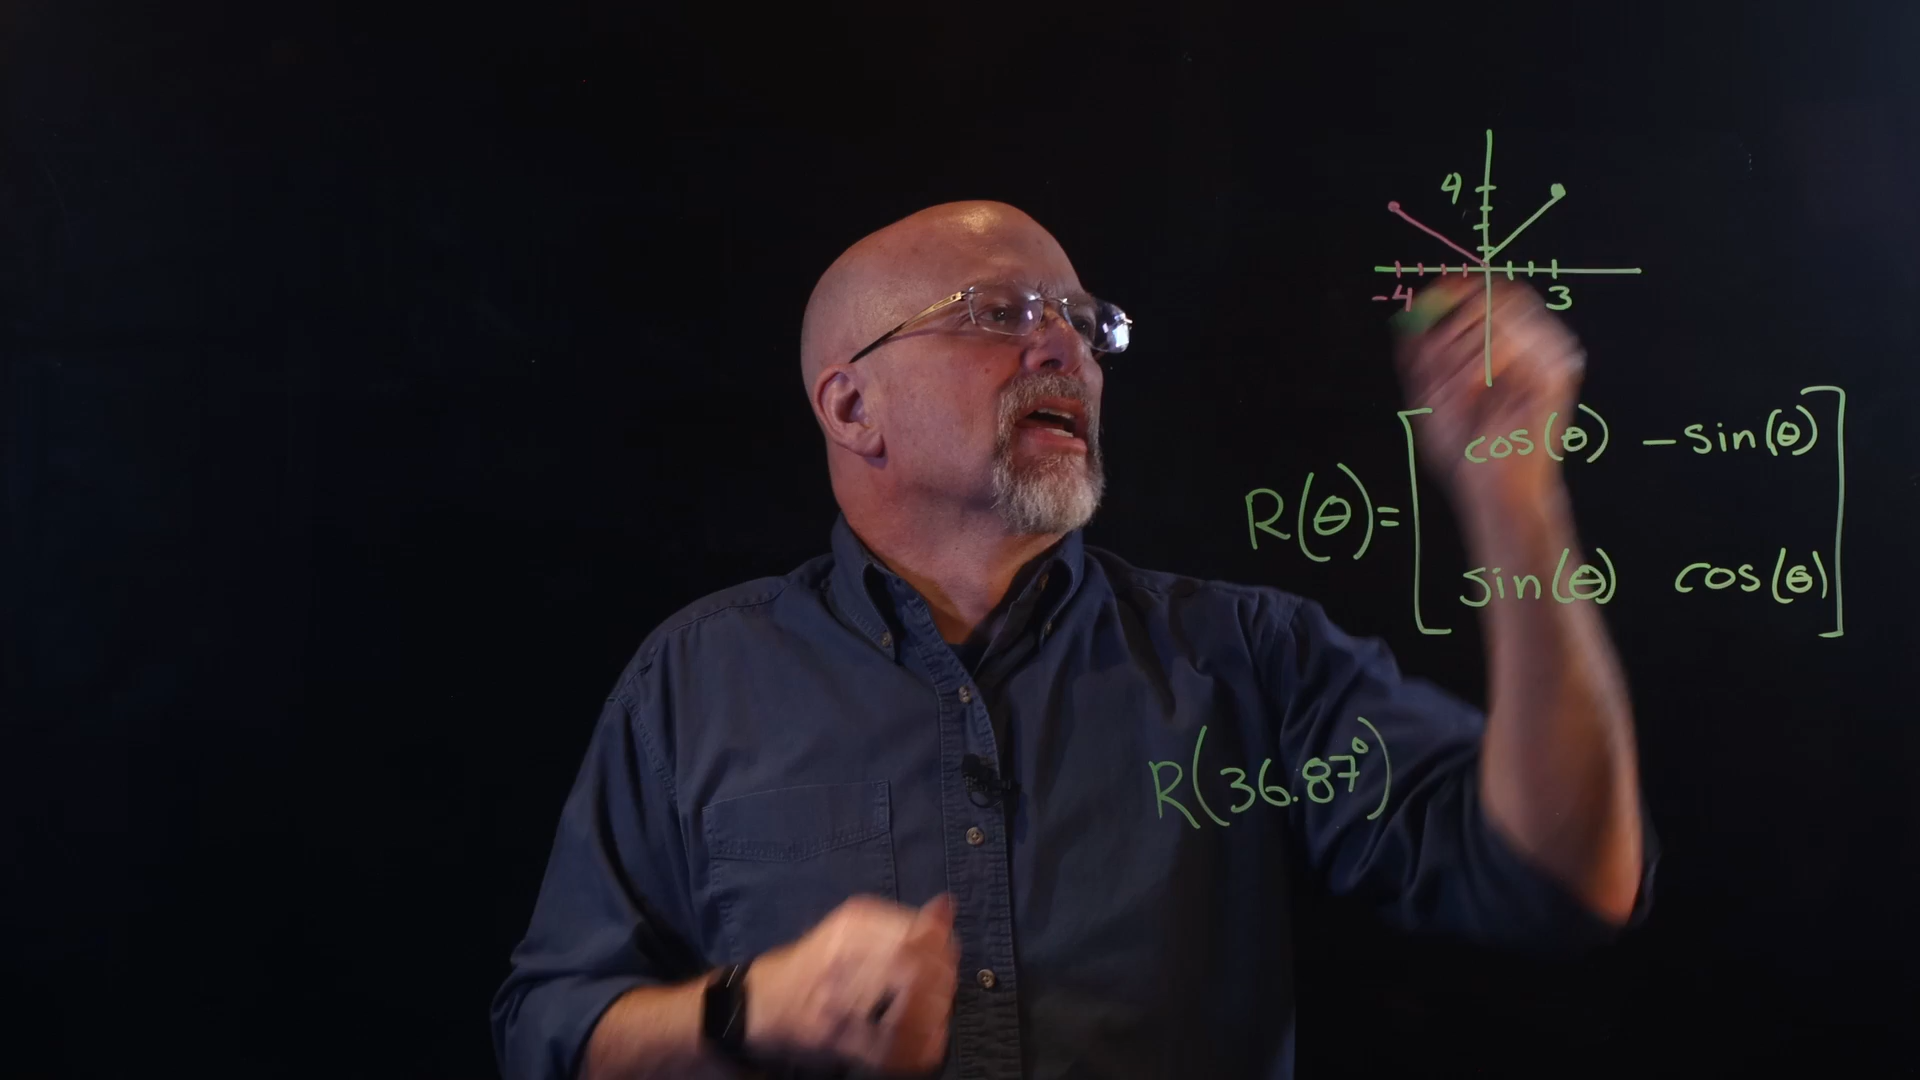 4
-4 3
R(θ)= [ cos(θ) -sin(θ)
sin(θ) cos(θ) ]
R(36.87°)